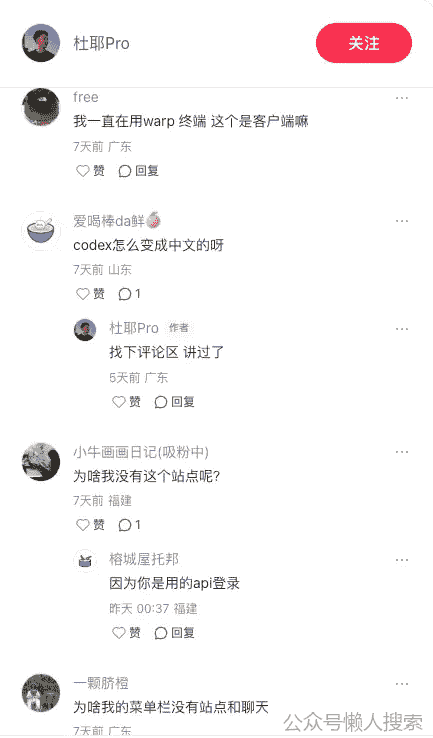 杜耶Pro
关注
free
我一直在用warp 终端 这个是客户端嘛
7天前 广东
赞 回复
爱喝棒da鲜
codex怎么变成中文的呀
7天前 山东
赞 1
杜耶Pro 作者
找下评论区 讲过了
5天前 广东
赞 回复
小牛画画日记(吸粉中)
为啥我没有这个站点呢?
7天前 福建
赞 1
榕城屋托邦
因为你是用的api登录
昨天 00:37 福建
赞 回复
一颗脐橙
为啥我的菜单栏没有站点和聊天
7天前 广东
公众号懒人搜索